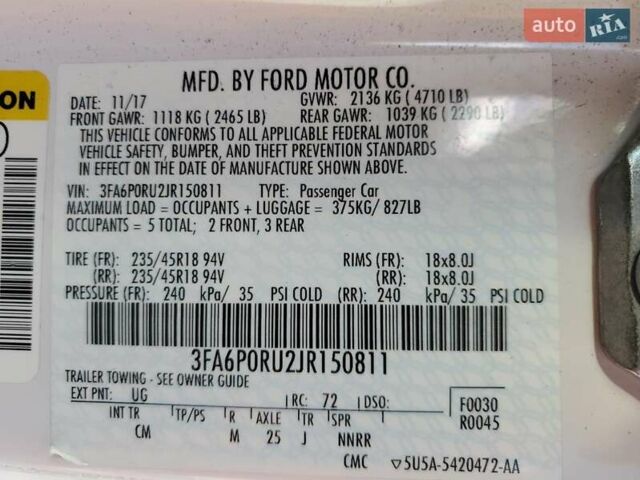 auto RIA .com
ON
MFD. BY FORD MOTOR CO.
DATE: 11/17 GVWR: 2136 KG ( 4710 LB)
FRONT GAWR: 1118 KG ( 2465 LB) REAR GAWR: 1039 KG ( 2290 LB)
THIS VEHICLE CONFORMS TO ALL APPLICABLE FEDERAL MOTOR
VEHICLE SAFETY, BUMPER, AND THEFT PREVENTION STANDARDS
IN EFFECT ON THE DATE OF MANUFACTURE SHOWN ABOVE.
VIN: 3FA6P0RU2JR150811 TYPE: Passenger Car
MAXIMUM LOAD = OCCUPANTS + LUGGAGE = 375KG/ 827LB
OCCUPANTS = 5 TOTAL; 2 FRONT, 3 REAR
TIRE (FR): 235/45R18 94V RIMS (FR): 18x8.0J
(RR): 235/45R18 94V (RR): 18x8.0J
PRESSURE (FR): 240 kPa/ 35 PSI COLD (RR): 240 kPa/ 35 PSI COLD
3FA6P0RU2JR150811
TRAILER TOWING - SEE OWNER GUIDE
EXT PNT: UG RC: 72 DSO: F0030
INT TR TP/PS R AXLE TR SPR R0045
CM M 25 J NNRR
CMC ▽5U5A-5420472-AA